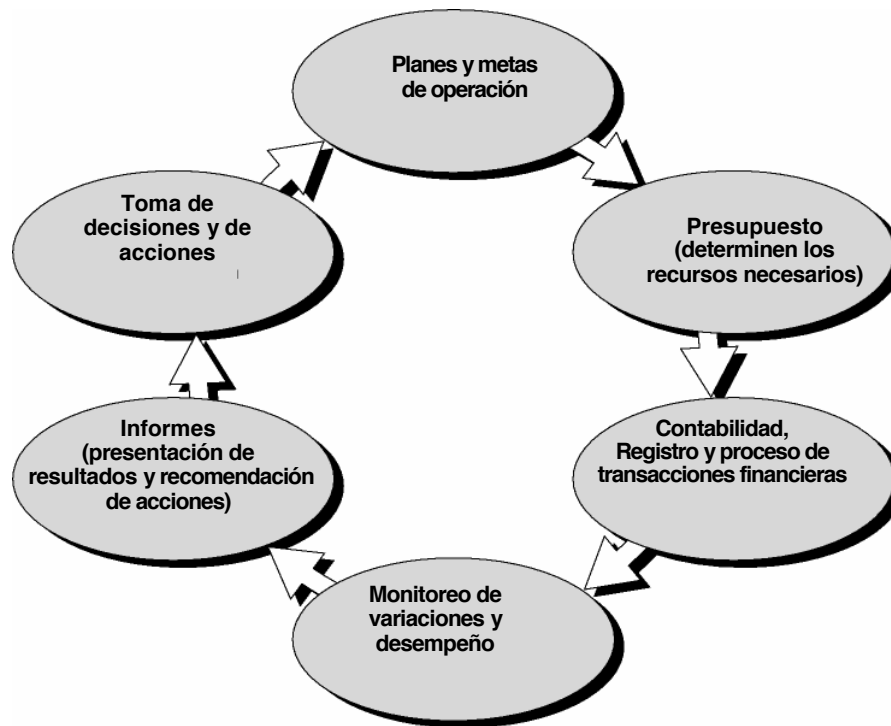 Planes y metas
de operación
Presupuesto
(determinen los
recursos necesarios)
Contabilidad,
Registro y proceso de
transacciones financieras
Monitoreo de
variaciones y
desempeño
Informes
(presentación de
resultados y recomendación
de acciones)
Toma de
decisiones y de
acciones